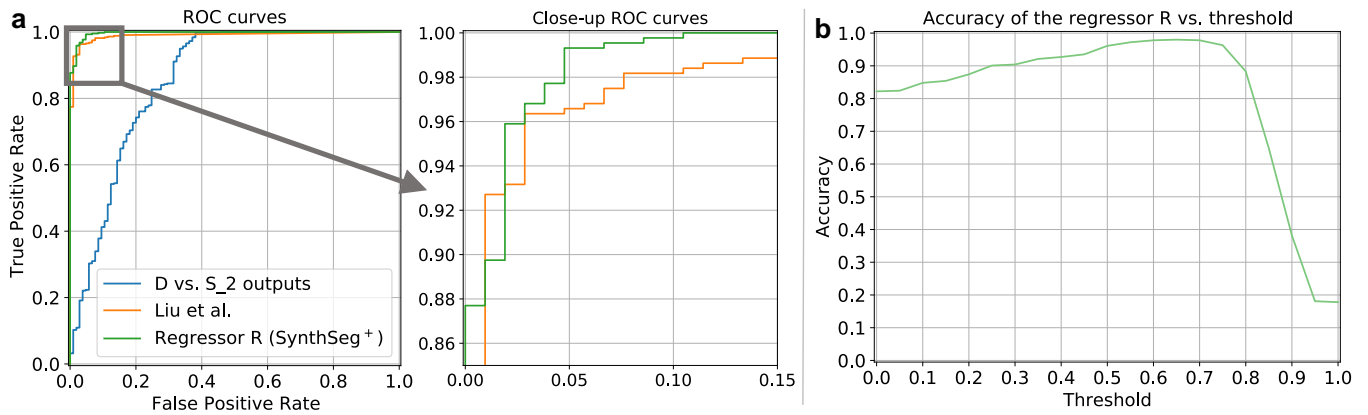 a
ROC curves
1.0
0.8
0.6
0.4
0.2
0.0
True Positive Rate
D vs. S_2 outputs
Liu et al.
Regressor R (SynthSeg⁺)
0.0 0.2 0.4 0.6 0.8 1.0
False Positive Rate
Close-up ROC curves
1.00
0.98
0.96
0.94
0.92
0.90
0.88
0.86
0.00 0.05 0.10 0.15
b
Accuracy of the regressor R vs. threshold
1.0
0.9
0.8
0.7
0.6
0.5
0.4
0.3
0.2
0.1
0.0
Accuracy
0.0 0.1 0.2 0.3 0.4 0.5 0.6 0.7 0.8 0.9 1.0
Threshold